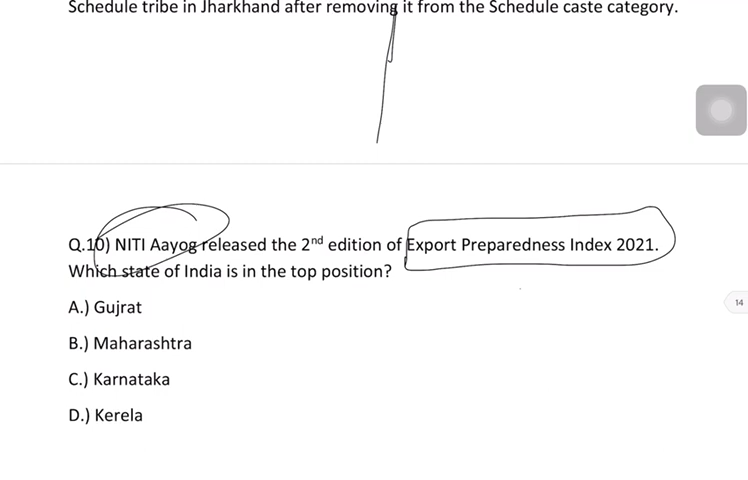 Schedule tribe in Jharkhand after removing it from the Schedule caste category.
Q.10) NITI Aayog released the 2nd edition of Export Preparedness Index 2021.
Which state of India is in the top position?
A.) Gujrat
14
B.) Maharashtra
C.) Karnataka
D.) Kerela